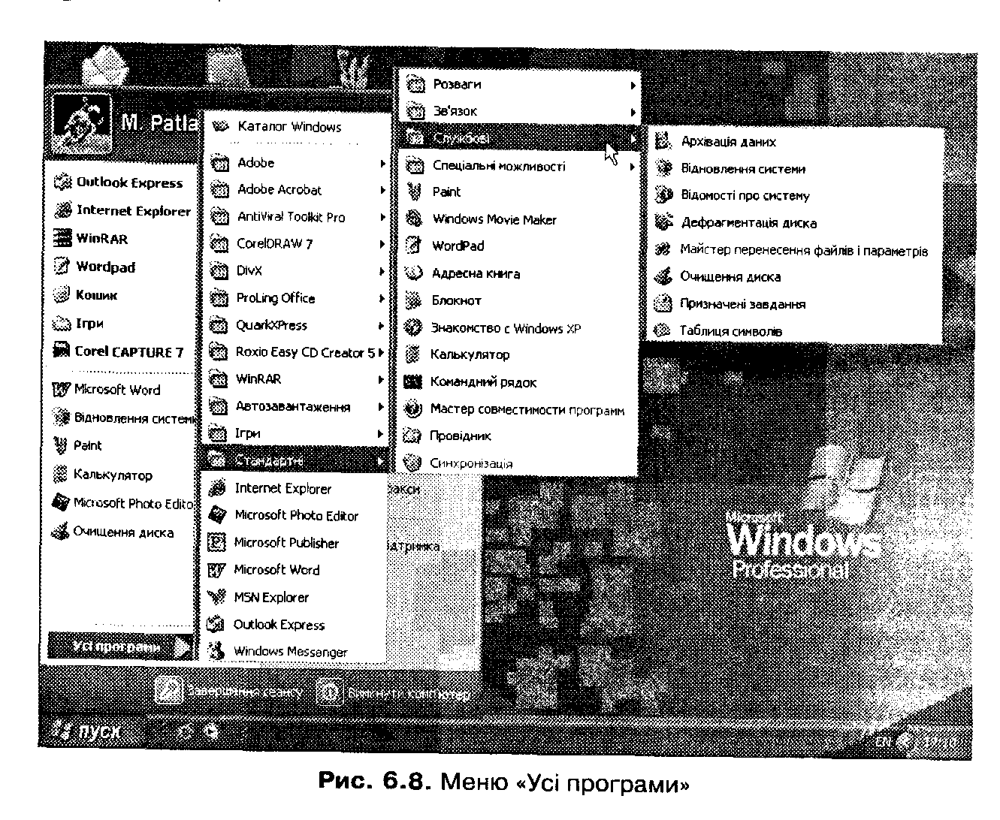 M. Patla
Outlook Express
Internet Explorer
WinRAR
Wordpad
Кошик
Ігри
Corel CAPTURE 7
Microsoft Word
Відновлення систем
Paint
Калькулятор
Microsoft Photo Edito
Очищення диска
Усі програми
Каталог Windows
Adobe
Adobe Acrobat
AntiViral Toolkit Pro
CorelDRAW 7
DivX
ProLing Office
QuarkXPress
Roxio Easy CD Creator 5
WinRAR
Автозавантаження
Ігри
Стандартні
Internet Explorer
Microsoft Photo Editor
Microsoft Publisher
Microsoft Word
MSN Explorer
Outlook Express
Windows Messanger
Розваги
Зв'язок
Службові
Спеціальні можливості
Paint
Windows Movie Maker
WordPad
Адресна книга
Блокнот
Знакомство с Windows XP
Калькулятор
Командний рядок
Мастер совместимости программ
Провідник
Синхронізація
Архівація даних
Відновлення системи
Відомості про систему
Дефрагментація диска
Майстер перенесення файлів і параметрів
Очищення диска
Призначені завдання
Таблиця символів
акси
дтримка
Microsoft
Windows
Professional
Завершення сеансу
Вимкнути комп'ютер
пуск
EN
Рис. 6.8. Меню «Усі програми»